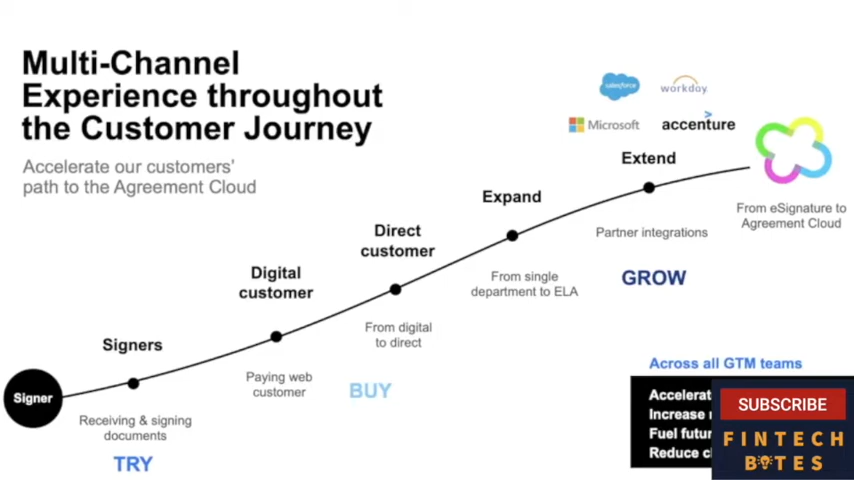 Multi-Channel
Experience throughout
the Customer Journey
Accelerate our customers'
path to the Agreement Cloud
salesforce
workday
Microsoft
accenture
Extend
From eSignature to
Agreement Cloud
Expand
Partner integrations
Direct
customer
GROW
Digital
customer
From single
department to ELA
Signers
From digital
to direct
Across all GTM teams
Paying web
customer
BUY
Signer
Receiving & signing
documents
TRY
Increase
Fuel
Reduce
SUBSCRIBE
FINTECH
BYTES